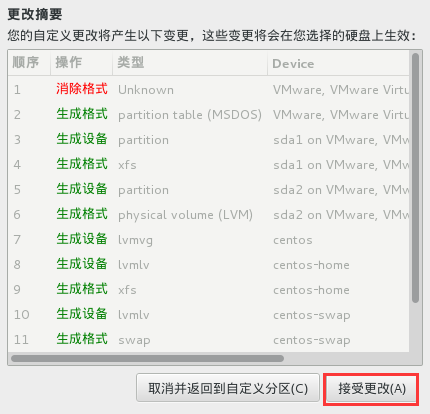 更改摘要
您的自定义更改将产生以下变更，这些变更将会在您选择的硬盘上生效：
顺序 操作 类型 Device
1 消除格式 Unknown VMware, VMware Virtu
2 生成格式 partition table (MSDOS) VMware, VMware Virtu
3 生成设备 partition sda1 on VMware, VMw
4 生成格式 xfs sda1 on VMware, VMw
5 生成设备 partition sda2 on VMware, VMw
6 生成格式 physical volume (LVM) sda2 on VMware, VMw
7 生成设备 lvmvg centos
8 生成设备 lvmlv centos-home
9 生成格式 xfs centos-home
10 生成设备 lvmlv centos-swap
11 生成格式 swap centos-swap
取消并返回到自定义分区(C) 接受更改(A)